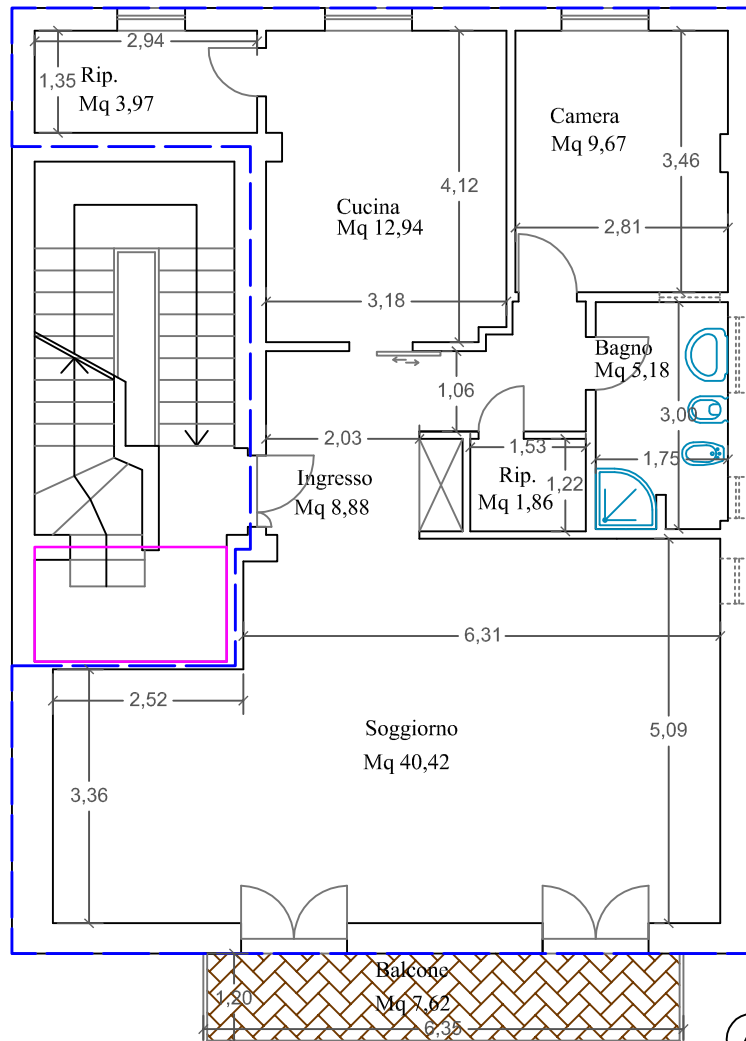 2,94
1,35
Rip.
Mq 3,97
Camera
Mq 9,67
3,46
4,12
Cucina
Mq 12,94
2,81
3,18
Bagno
Mq 5,18
1,06
3,00
2,03
1,53
1,75
Ingresso
Mq 8,88
Rip.
Mq 1,86
1,22
6,31
2,52
Soggiorno
Mq 40,42
5,09
3,36
Balcone
Mq 7,62
1,20
6,35